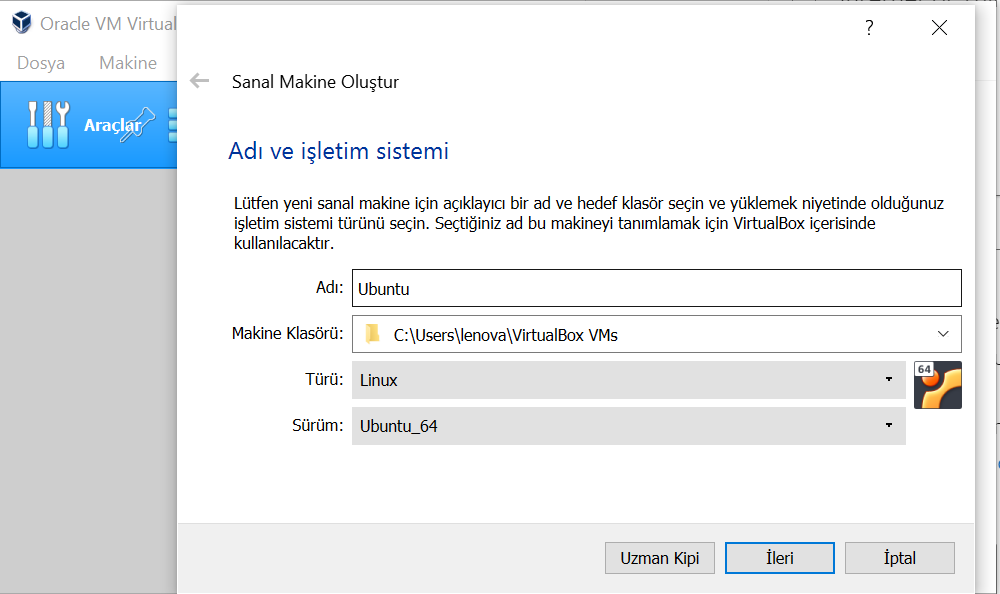 Oracle VM Virtual
Dosya Makine
Araçlar
?
Sanal Makine Oluştur
Adı ve işletim sistemi
Lütfen yeni sanal makine için açıklayıcı bir ad ve hedef klasör seçin ve yüklemek niyetinde olduğunuz
işletim sistemi türünü seçin. Seçtiğiniz ad bu makineyi tanımlamak için VirtualBox içerisinde
kullanılacaktır.
Adı: Ubuntu
Makine Klasörü: C:\Users\lenova\VirtualBox VMs
Türü: Linux
64
Sürüm: Ubuntu_64
Uzman Kipi İleri İptal